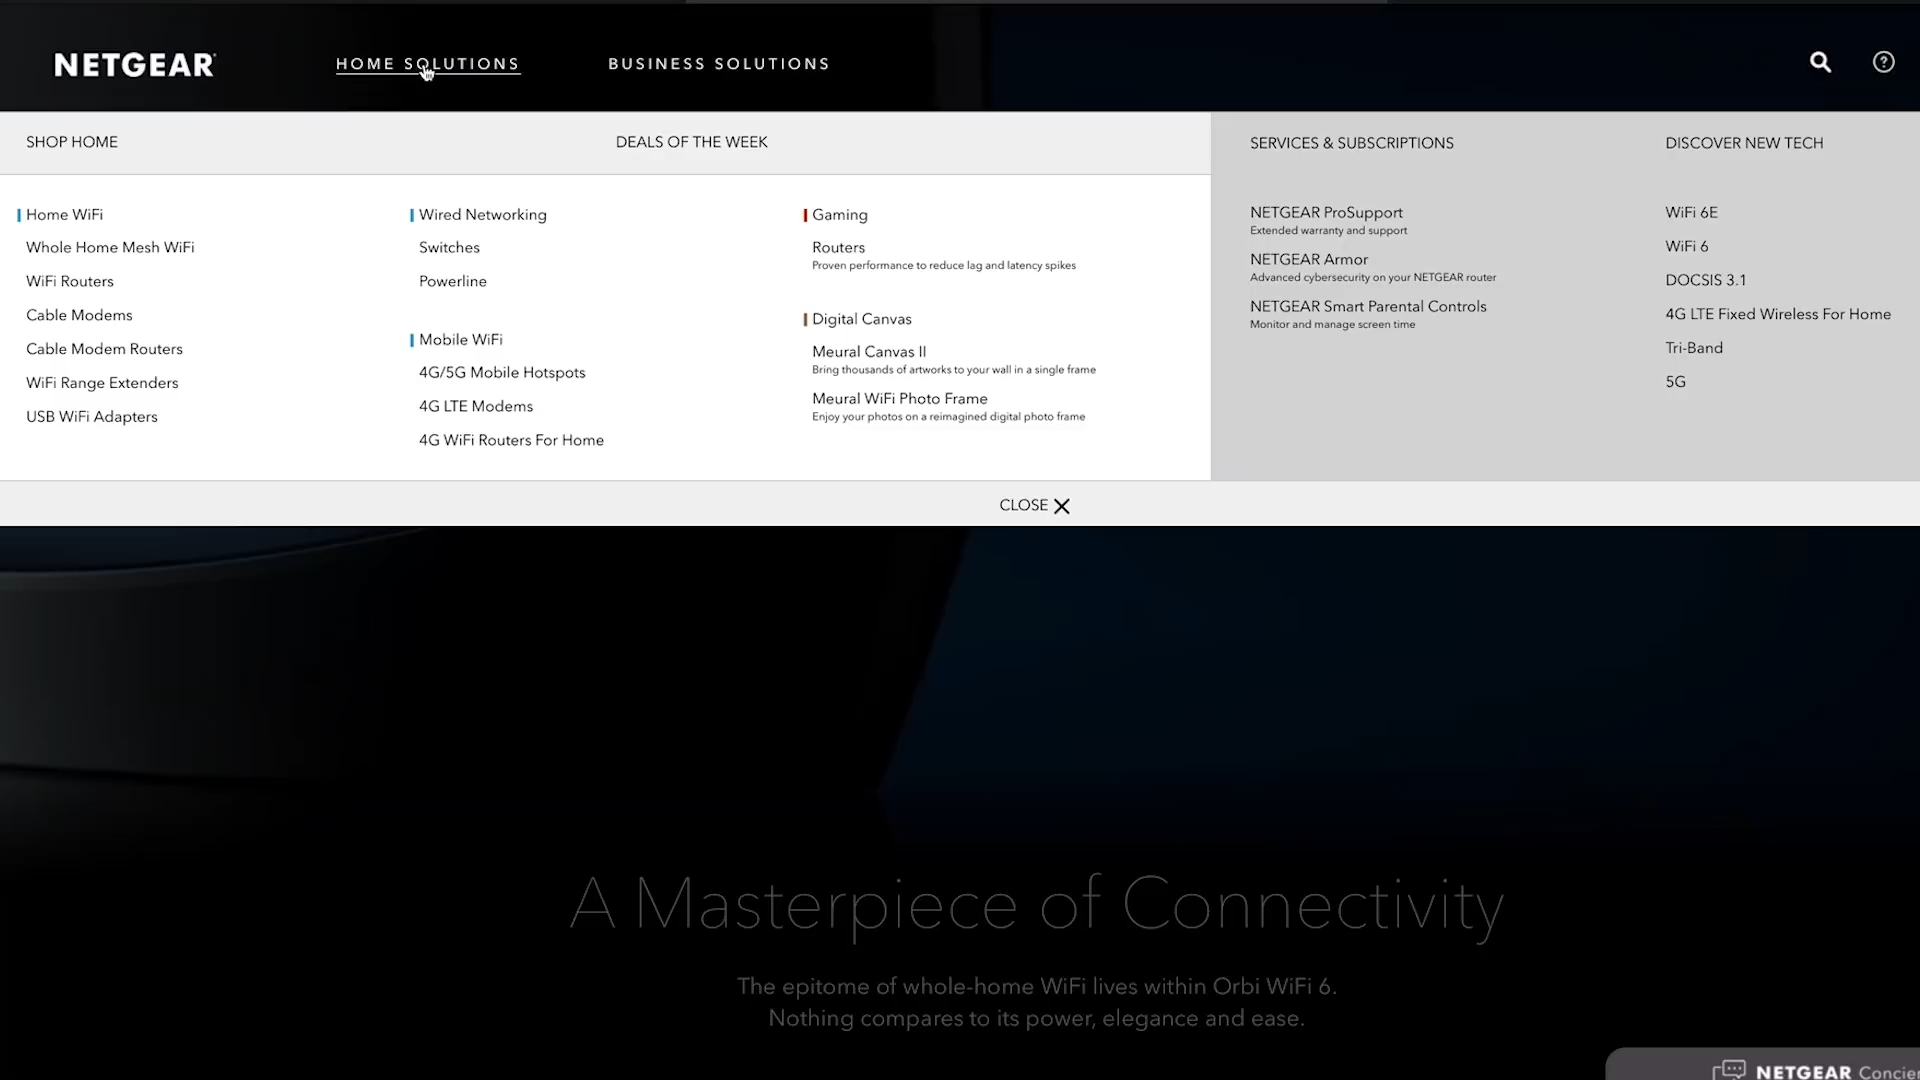 NETGEAR
HOME SOLUTIONS
BUSINESS SOLUTIONS
SHOP HOME
DEALS OF THE WEEK
SERVICES & SUBSCRIPTIONS
DISCOVER NEW TECH
Home WiFi
Whole Home Mesh WiFi
WiFi Routers
Cable Modems
Cable Modem Routers
WiFi Range Extenders
USB WiFi Adapters
Wired Networking
Switches
Powerline
Mobile WiFi
4G/5G Mobile Hotspots
4G LTE Modems
4G WiFi Routers For Home
Gaming
Routers
Proven performance to reduce lag and latency spikes
Digital Canvas
Meural Canvas II
Bring thousands of artworks to your wall in a single frame
Meural WiFi Photo Frame
Enjoy your photos on a reimagined digital photo frame
NETGEAR ProSupport
Extended warranty and support
NETGEAR Armor
Advanced cybersecurity on your NETGEAR router
NETGEAR Smart Parental Controls
Monitor and manage screen time
WiFi 6E
WiFi 6
DOCSIS 3.1
4G LTE Fixed Wireless For Home
Tri-Band
5G
CLOSE
A Masterpiece of Connectivity
The epitome of whole-home WiFi lives within Orbi WiFi 6.
Nothing compares to its power, elegance and ease.
NETGEAR Concier